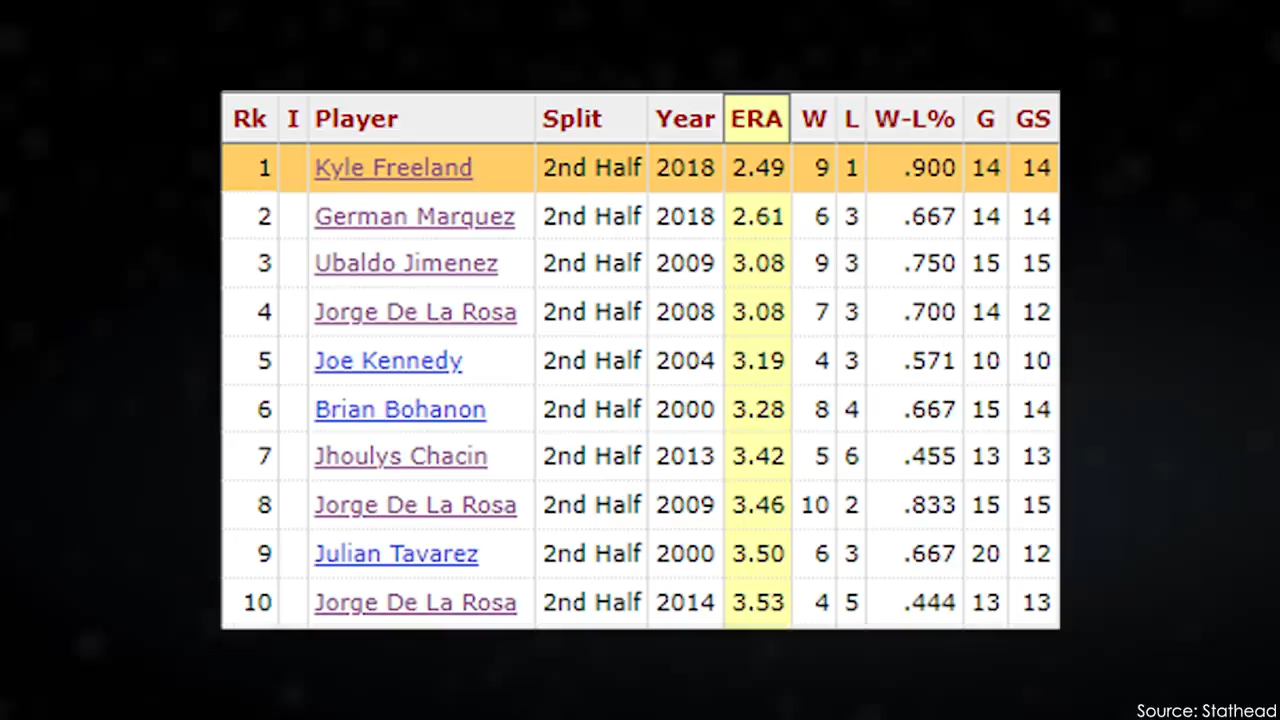 Rk I Player Split Year ERA W L W-L% G GS
1 Kyle Freeland 2nd Half 2018 2.49 9 1 .900 14 14
2 German Marquez 2nd Half 2018 2.61 6 3 .667 14 14
3 Ubaldo Jimenez 2nd Half 2009 3.08 9 3 .750 15 15
4 Jorge De La Rosa 2nd Half 2008 3.08 7 3 .700 14 12
5 Joe Kennedy 2nd Half 2004 3.19 4 3 .571 10 10
6 Brian Bohanon 2nd Half 2000 3.28 8 4 .667 15 14
7 Jhoulys Chacin 2nd Half 2013 3.42 5 6 .455 13 13
8 Jorge De La Rosa 2nd Half 2009 3.46 10 2 .833 15 15
9 Julian Tavarez 2nd Half 2000 3.50 6 3 .667 20 12
10 Jorge De La Rosa 2nd Half 2014 3.53 4 5 .444 13 13
Source: Stathead